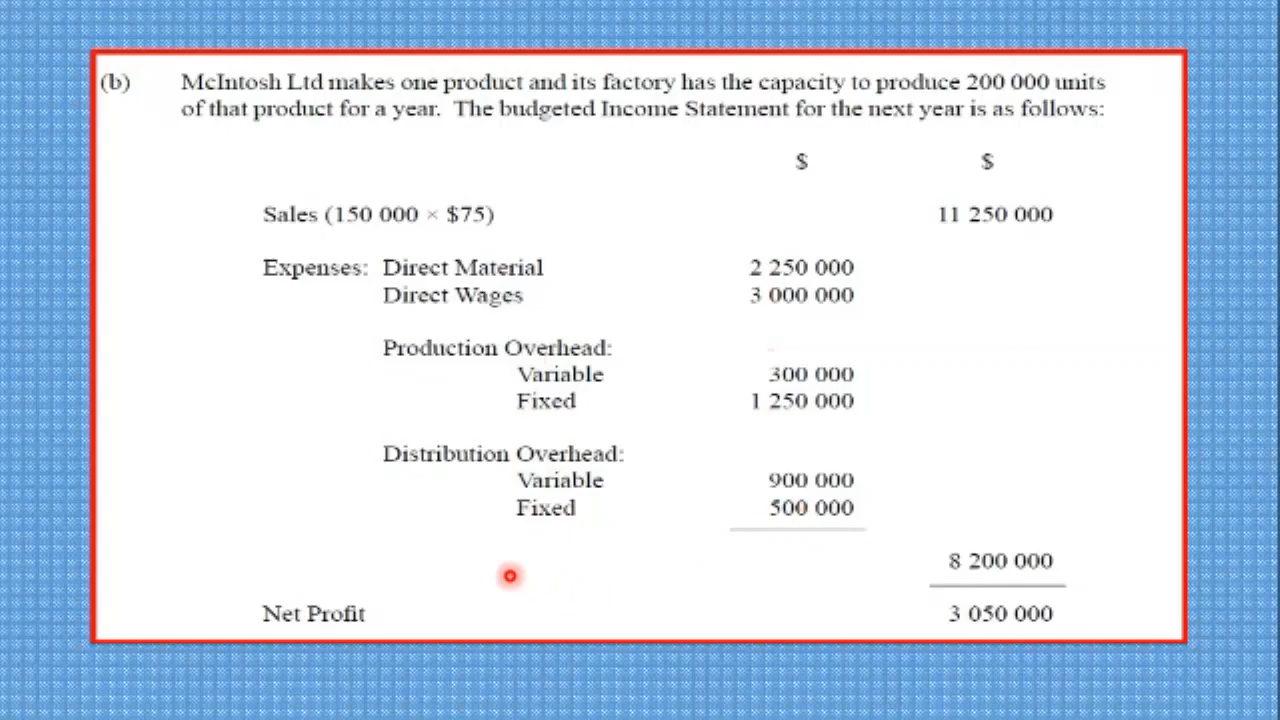 (b) McIntosh Ltd makes one product and its factory has the capacity to produce 200 000 units
of that product for a year. The budgeted Income Statement for the next year is as follows:
$ $
Sales (150 000 × $75) 11 250 000
Expenses: Direct Material 2 250 000
Direct Wages 3 000 000
Production Overhead:
Variable 300 000
Fixed 1 250 000
Distribution Overhead:
Variable 900 000
Fixed 500 000
8 200 000
Net Profit 3 050 000